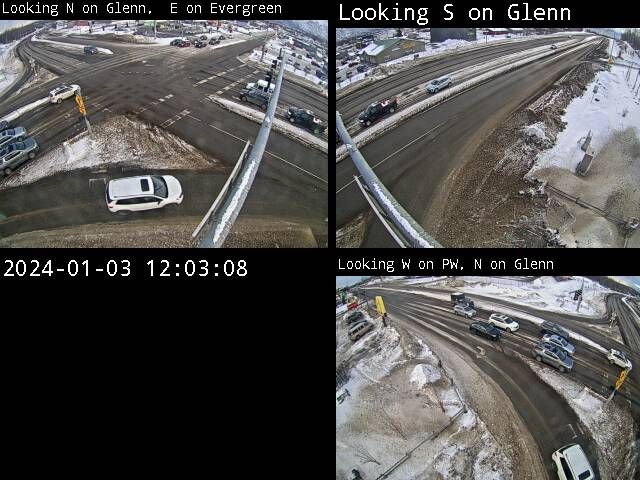 Looking N on Glenn, E on Evergreen
Looking S on Glenn
2024-01-03 12:03:08
Looking W on PW, N on Glenn